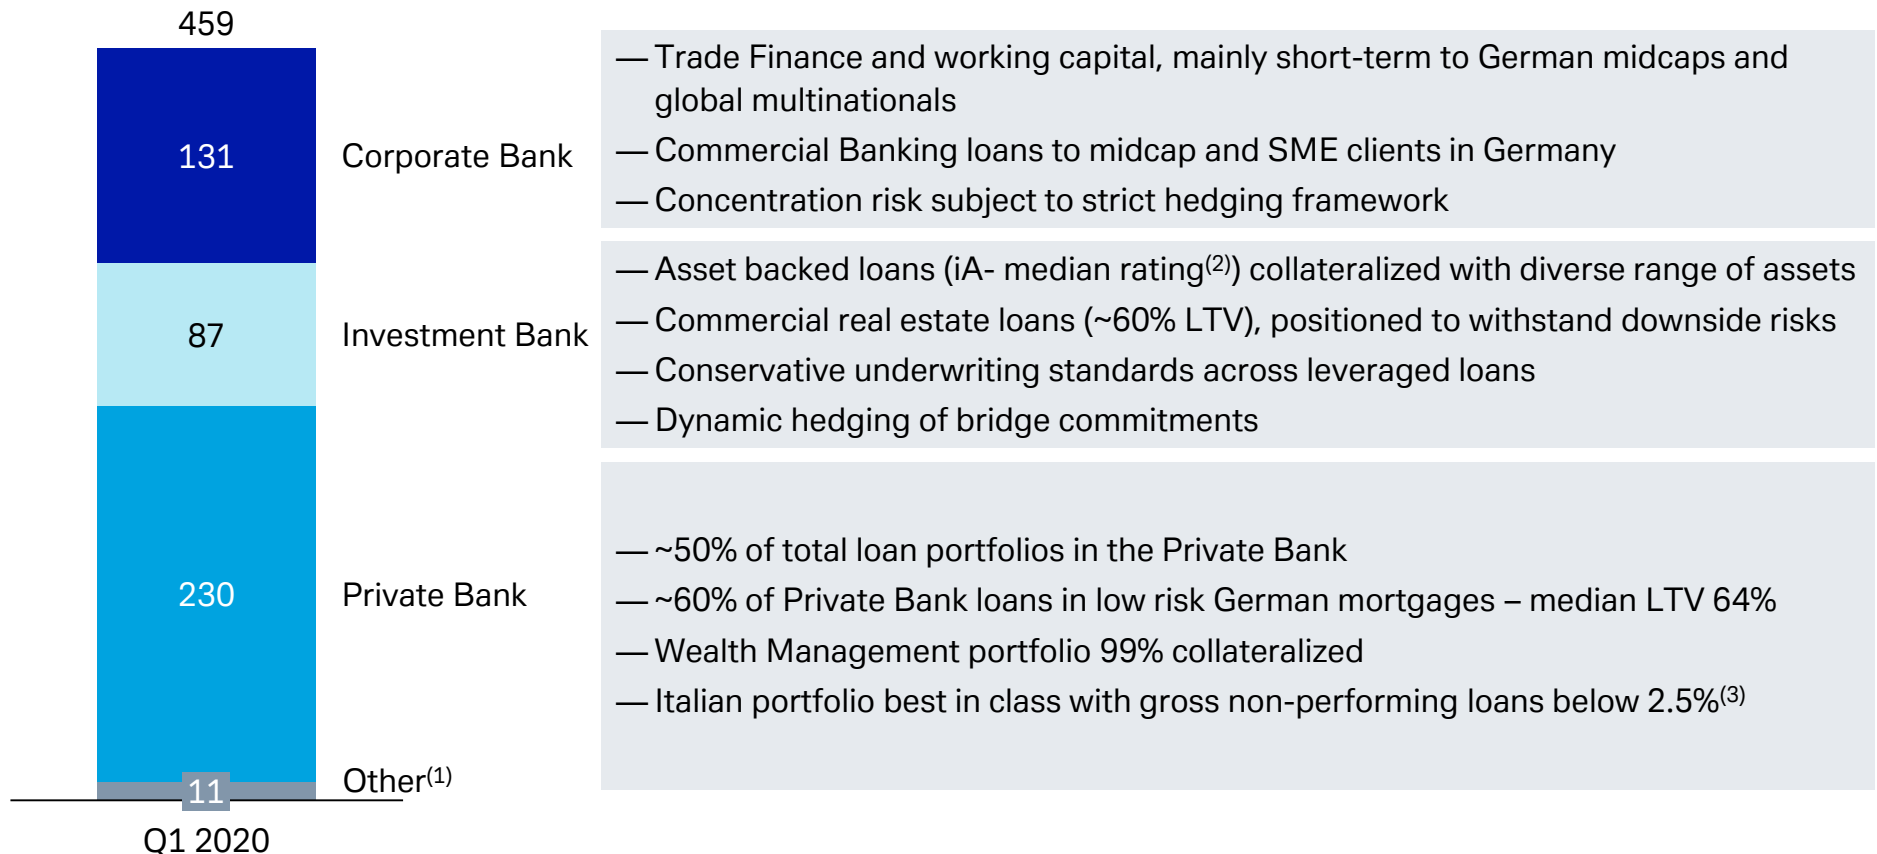 459
131
Corporate Bank
— Trade Finance and working capital, mainly short-term to German midcaps and
global multinationals
— Commercial Banking loans to midcap and SME clients in Germany
— Concentration risk subject to strict hedging framework
87
Investment Bank
— Asset backed loans (iA- median rating(2)) collateralized with diverse range of assets
— Commercial real estate loans (~60% LTV), positioned to withstand downside risks
— Conservative underwriting standards across leveraged loans
— Dynamic hedging of bridge commitments
230
Private Bank
— ~50% of total loan portfolios in the Private Bank
— ~60% of Private Bank loans in low risk German mortgages – median LTV 64%
— Wealth Management portfolio 99% collateralized
— Italian portfolio best in class with gross non-performing loans below 2.5%(3)
11
Other(1)
Q1 2020